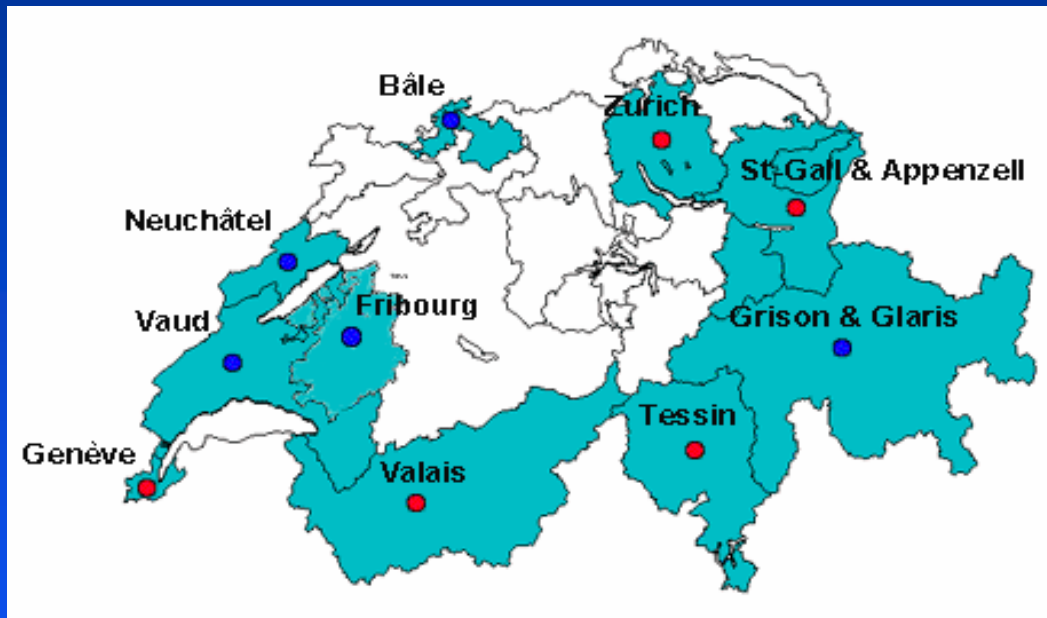 Bâle
Zurich
St-Gall & Appenzell
Neuchâtel
Fribourg
Vaud
Grison & Glaris
Tessin
Genève
Valais